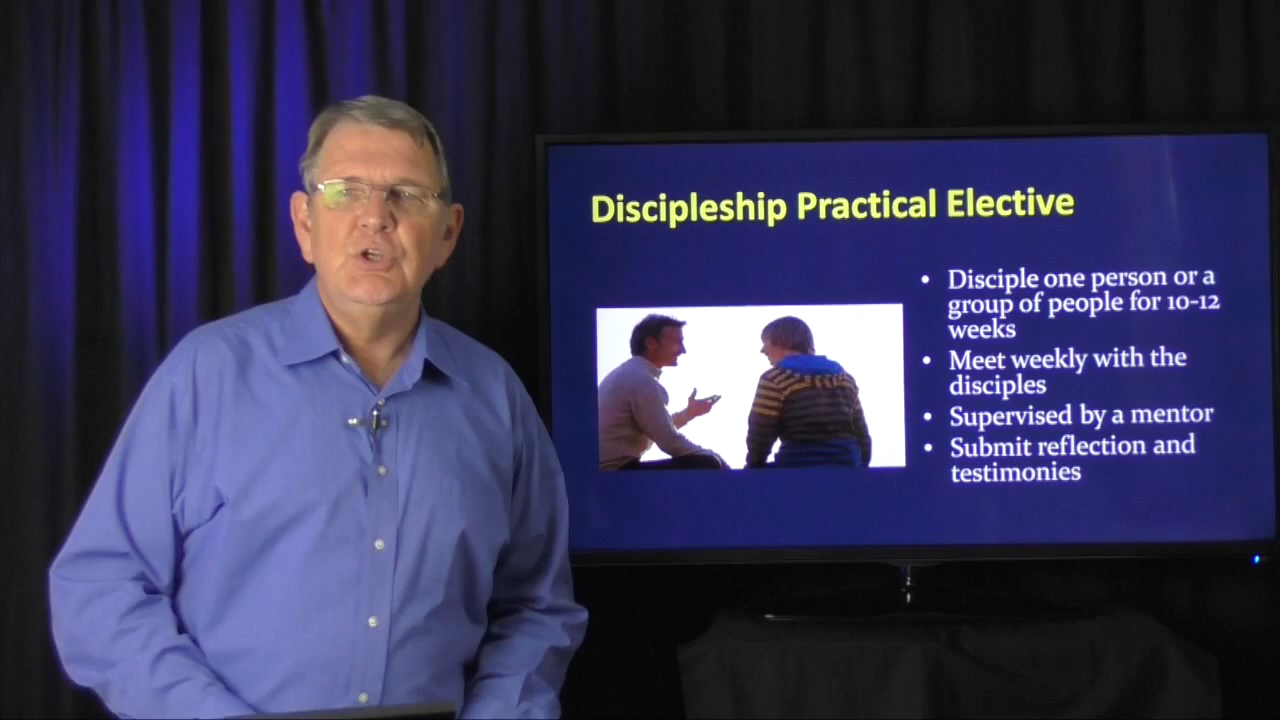 Discipleship Practical Elective
• Disciple one person or a
group of people for 10-12
weeks
• Meet weekly with the
disciples
• Supervised by a mentor
• Submit reflection and
testimonies